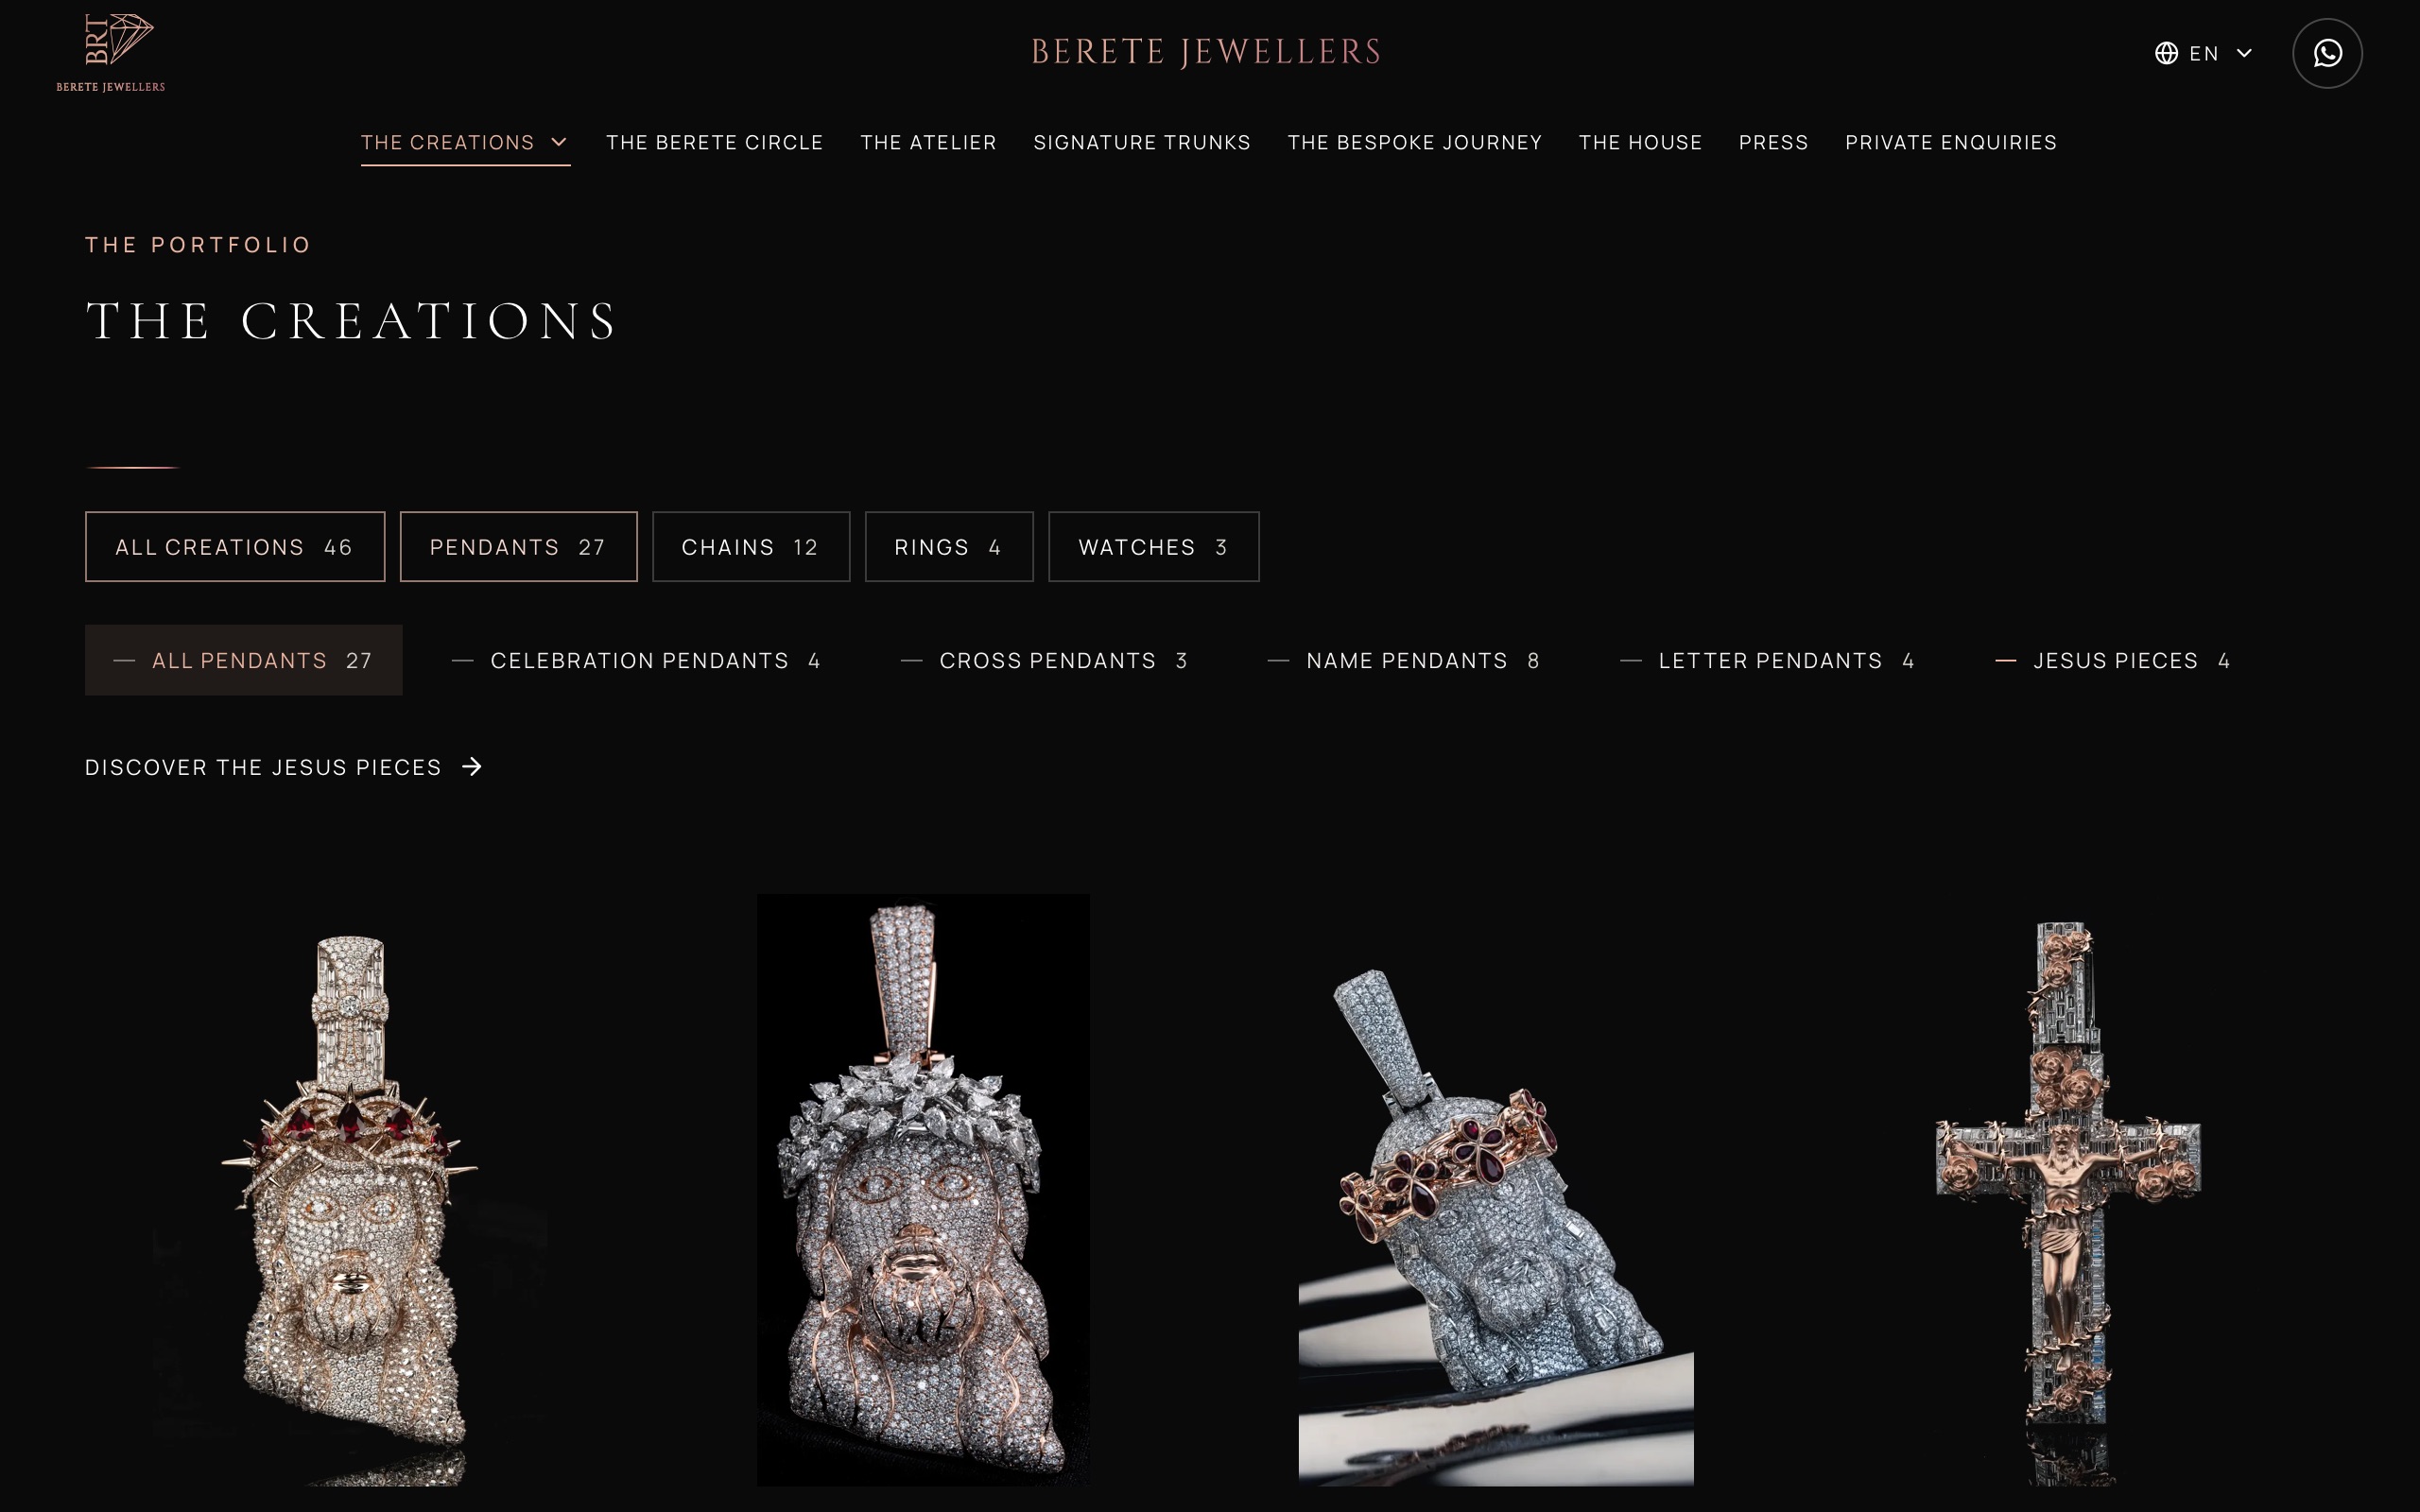 BRT
BERETE JEWELLERS
BERETE JEWELLERS
EN
THE CREATIONS
THE BERETE CIRCLE
THE ATELIER
SIGNATURE TRUNKS
THE BESPOKE JOURNEY
THE HOUSE
PRESS
PRIVATE ENQUIRIES
THE PORTFOLIO
THE CREATIONS
ALL CREATIONS 46
PENDANTS 27
CHAINS 12
RINGS 4
WATCHES 3
— ALL PENDANTS 27
— CELEBRATION PENDANTS 4
— CROSS PENDANTS 3
— NAME PENDANTS 8
— LETTER PENDANTS 4
— JESUS PIECES 4
DISCOVER THE JESUS PIECES →